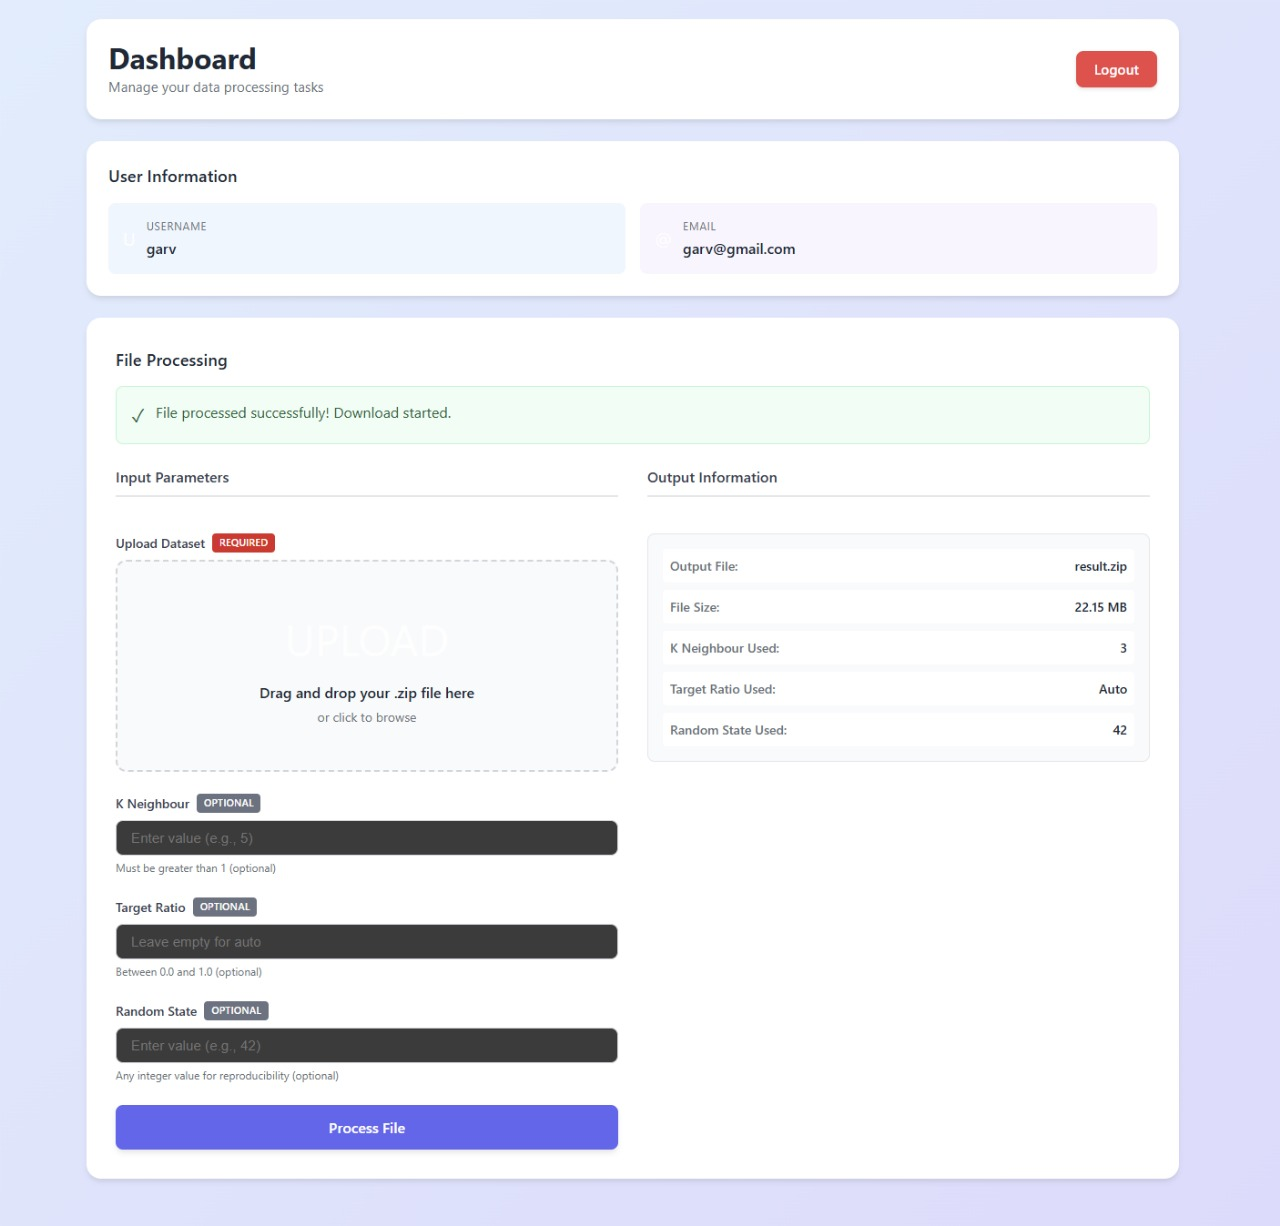 Dashboard
Manage your data processing tasks
Logout
User Information
U
USERNAME
garv
@
EMAIL
garv@gmail.com
File Processing
✓ File processed successfully! Download started.
Input Parameters
Upload Dataset REQUIRED
UPLOAD
Drag and drop your .zip file here
or click to browse
K Neighbour OPTIONAL
Enter value (e.g., 5)
Must be greater than 1 (optional)
Target Ratio OPTIONAL
Leave empty for auto
Between 0.0 and 1.0 (optional)
Random State OPTIONAL
Enter value (e.g., 42)
Any integer value for reproducibility (optional)
Process File
Output Information
Output File: result.zip
File Size: 22.15 MB
K Neighbour Used: 3
Target Ratio Used: Auto
Random State Used: 42